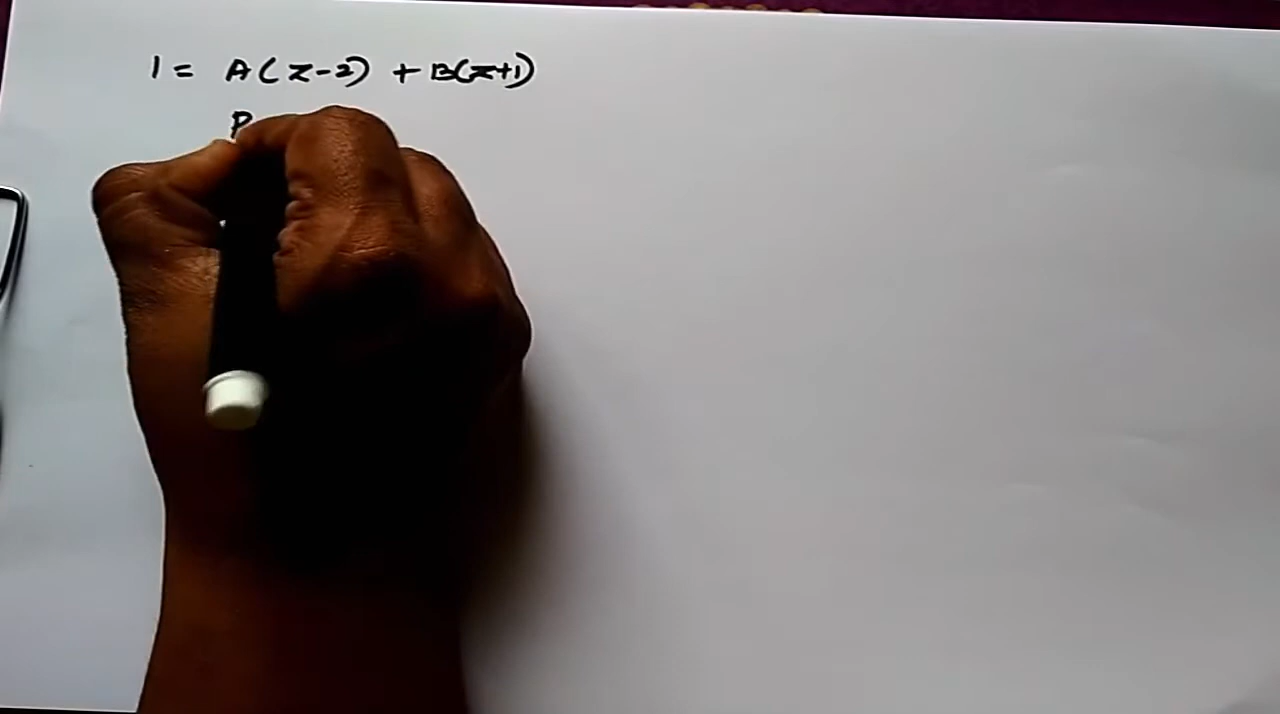 1 = A(z-2) + B(z+1)
P